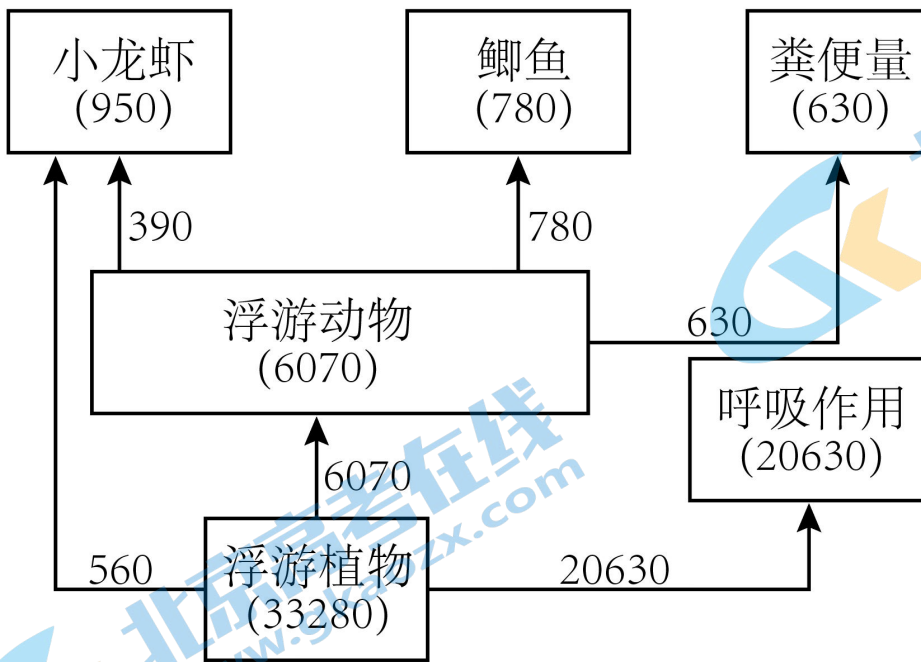 小龙虾
(950)
鲫鱼
(780)
粪便量
(630)
390
780
浮游动物
(6070)
630
呼吸作用
(20630)
6070
浮游植物
(33280)
560
20630
北京高考在线
www.gkaozx.com